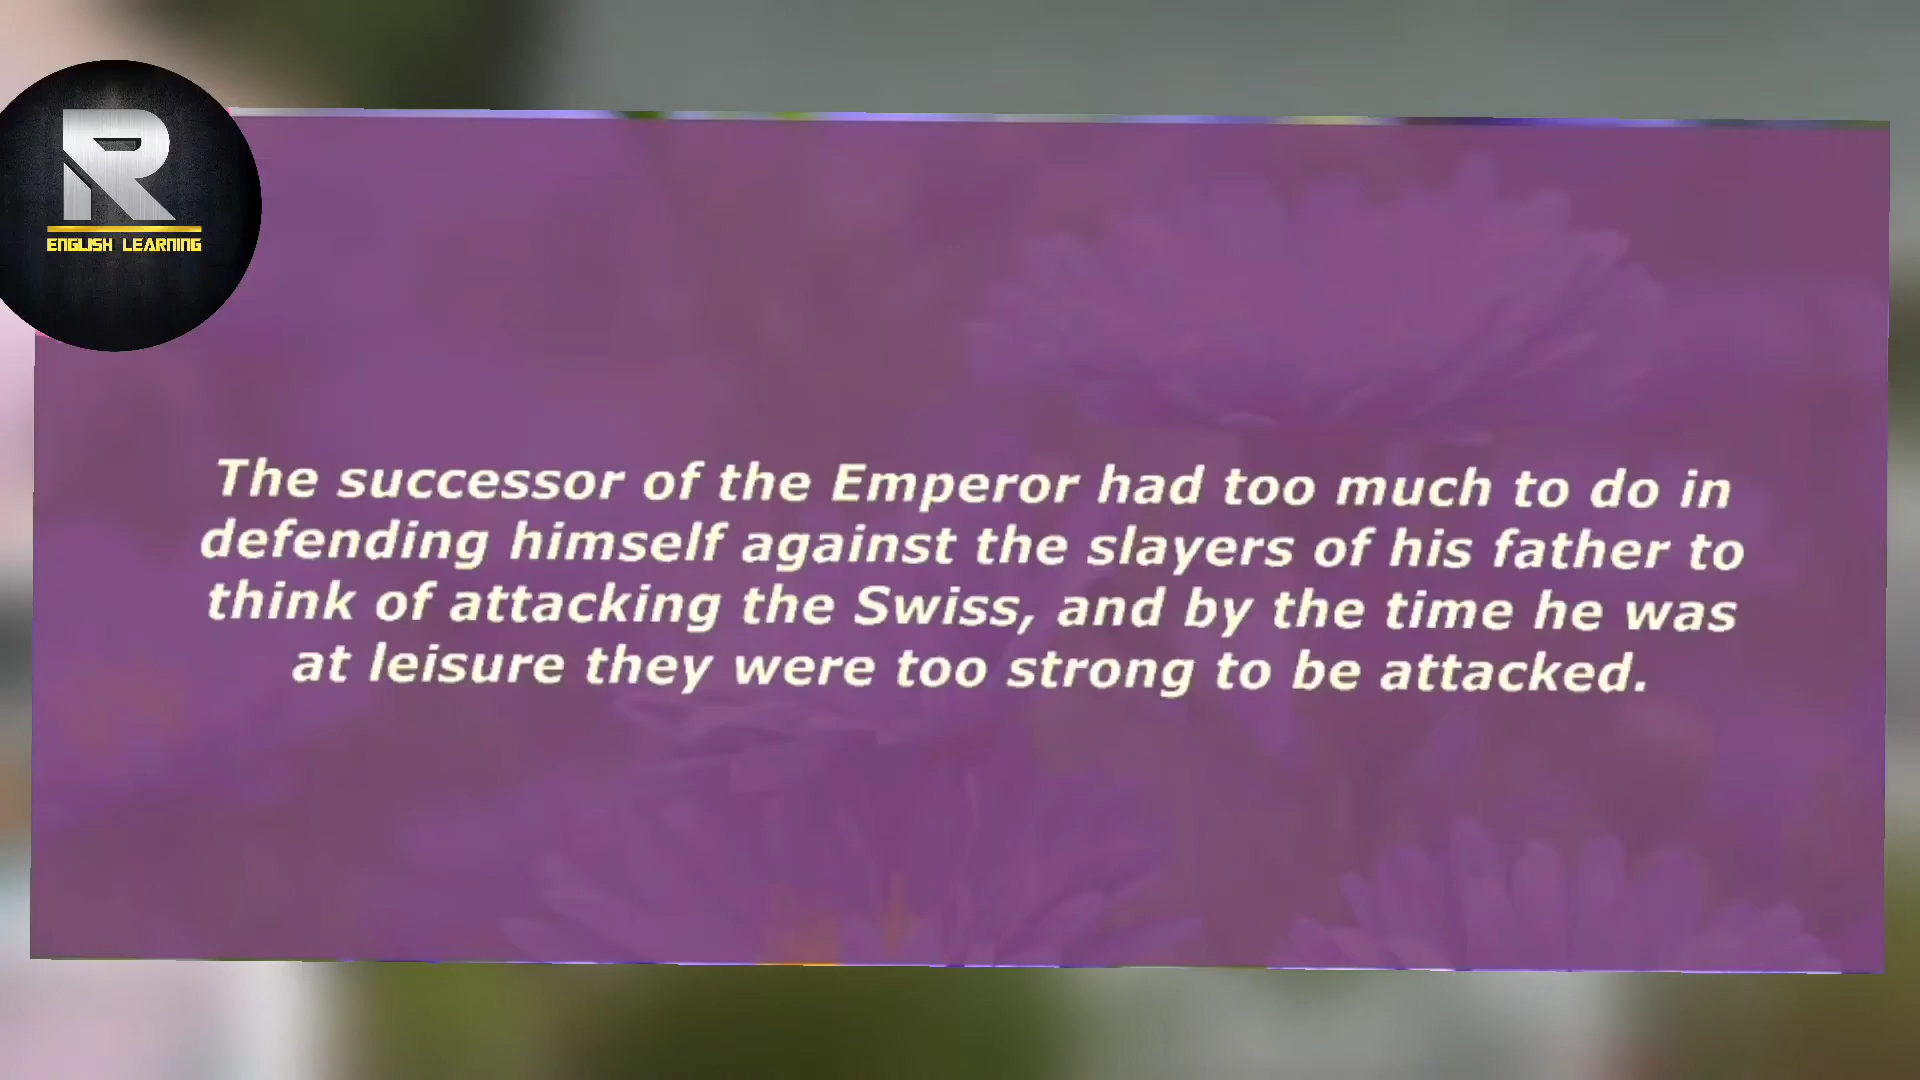 R
ENGLISH LEARNING
The successor of the Emperor had too much to do in
defending himself against the slayers of his father to
think of attacking the Swiss, and by the time he was
at leisure they were too strong to be attacked.